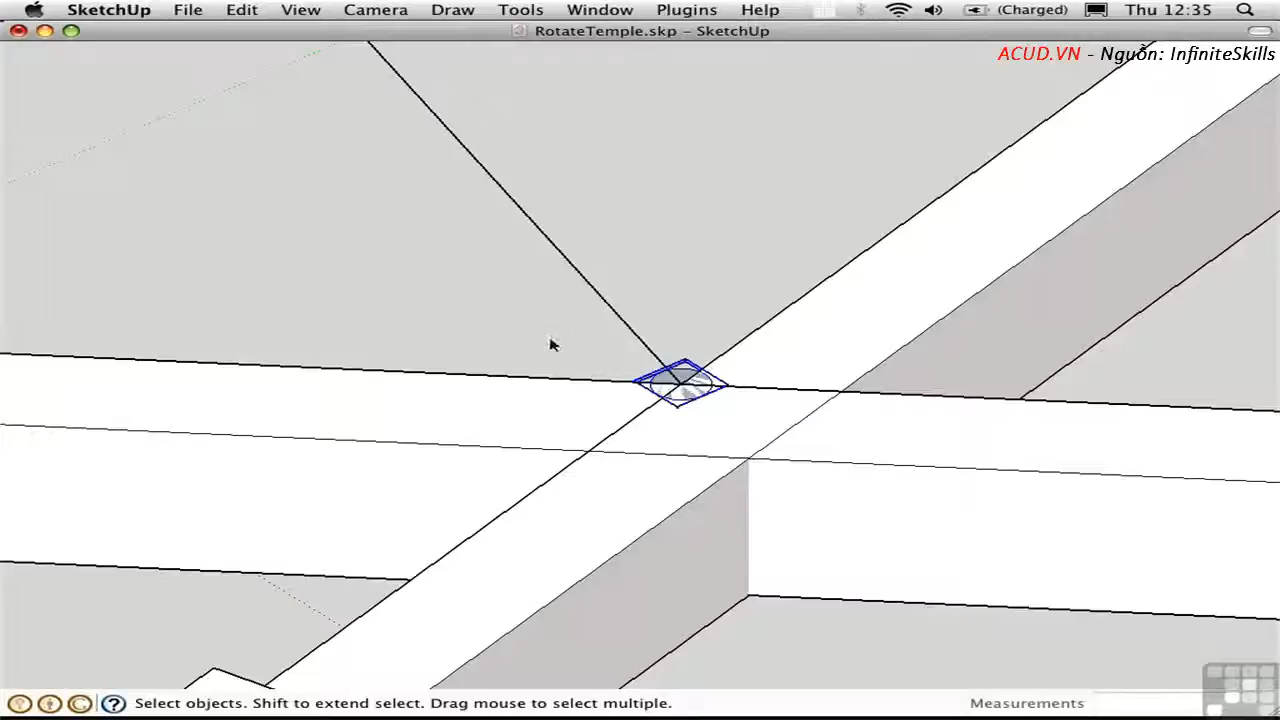 SketchUp File Edit View Camera Draw Tools Window Plugins Help (Charged) Thu 12:35
RotateTemple.skp – SketchUp
ACUD.VN - Nguồn: InfiniteSkills
Select objects. Shift to extend select. Drag mouse to select multiple. Measurements